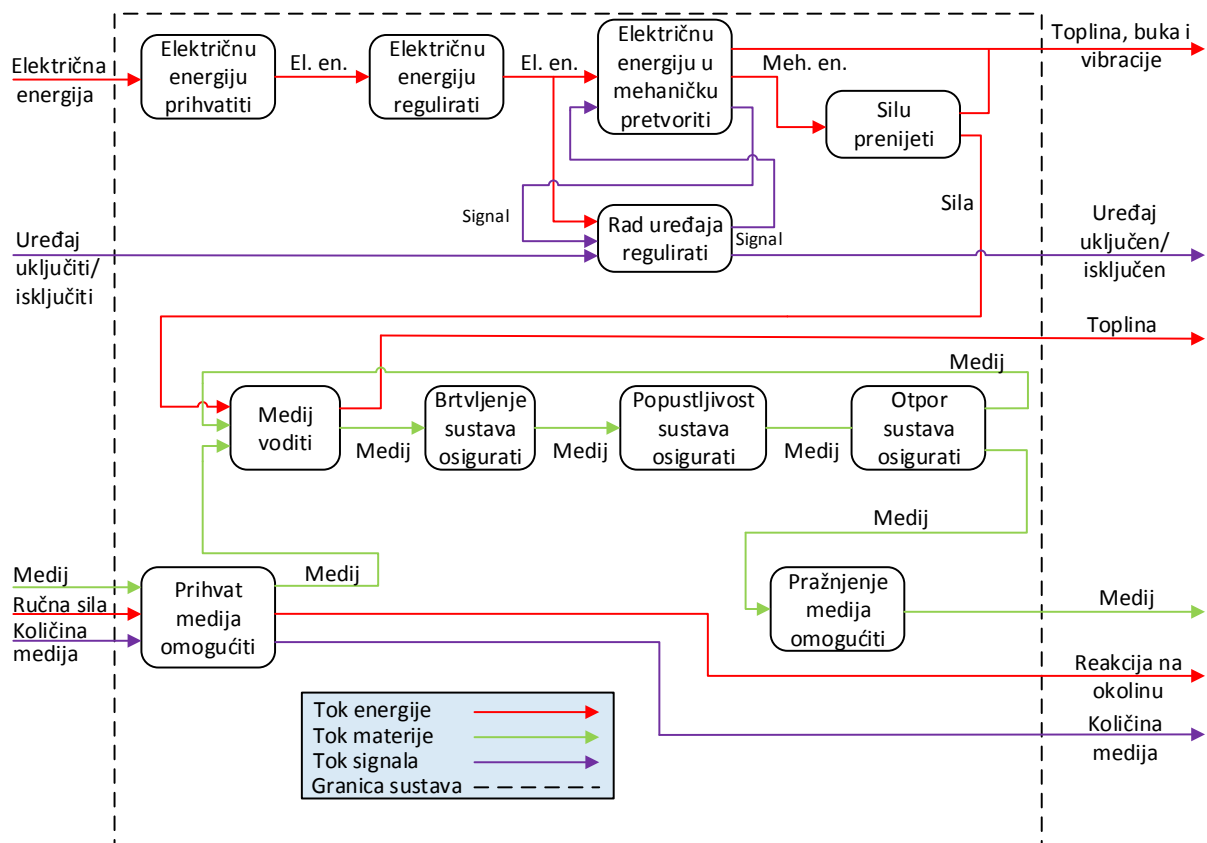 Električna
energija
Električnu
energiju
prihvatiti
El. en.
Električnu
energiju
regulirati
El. en.
Električnu
energiju u
mehaničku
pretvoriti
Meh. en.
Silu
prenijeti
Toplina, buka i
vibracije
Sila
Signal
Rad uređaja
regulirati
Signal
Uređaj
uključiti/
isključiti
Uređaj
uključen/
isključen
Toplina
Medij
Medij
voditi
Medij
Brtvljenje
sustava
osigurati
Medij
Popustljivost
sustava
osigurati
Medij
Otpor
sustava
osigurati
Medij
Medij
Ručna sila
Količina
medija
Prihvat
medija
omogućiti
Medij
Pražnjenje
medija
omogućiti
Medij
Reakcija na
okolinu
Količina
medija
Tok energije
Tok materije
Tok signala
Granica sustava